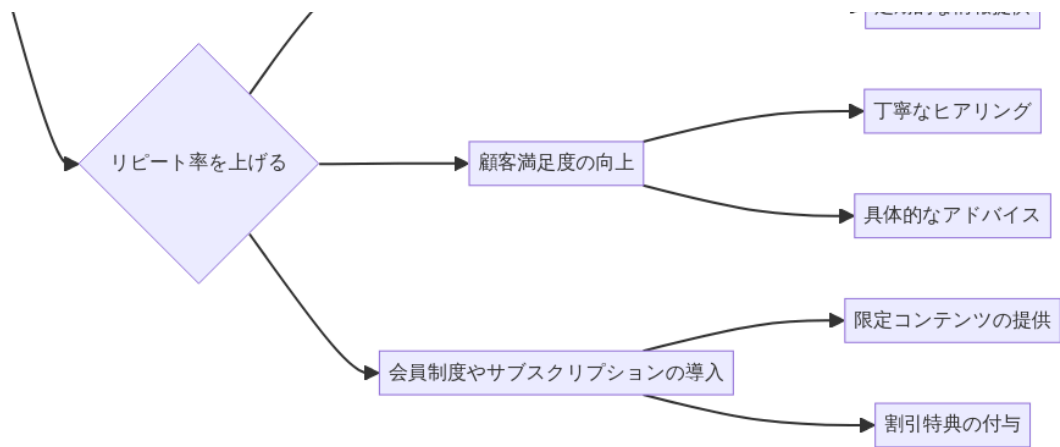 丁寧なヒアリング
リピート率を上げる
顧客満足度の向上
具体的なアドバイス
限定コンテンツの提供
会員制度やサブスクリプションの導入
割引特典の付与